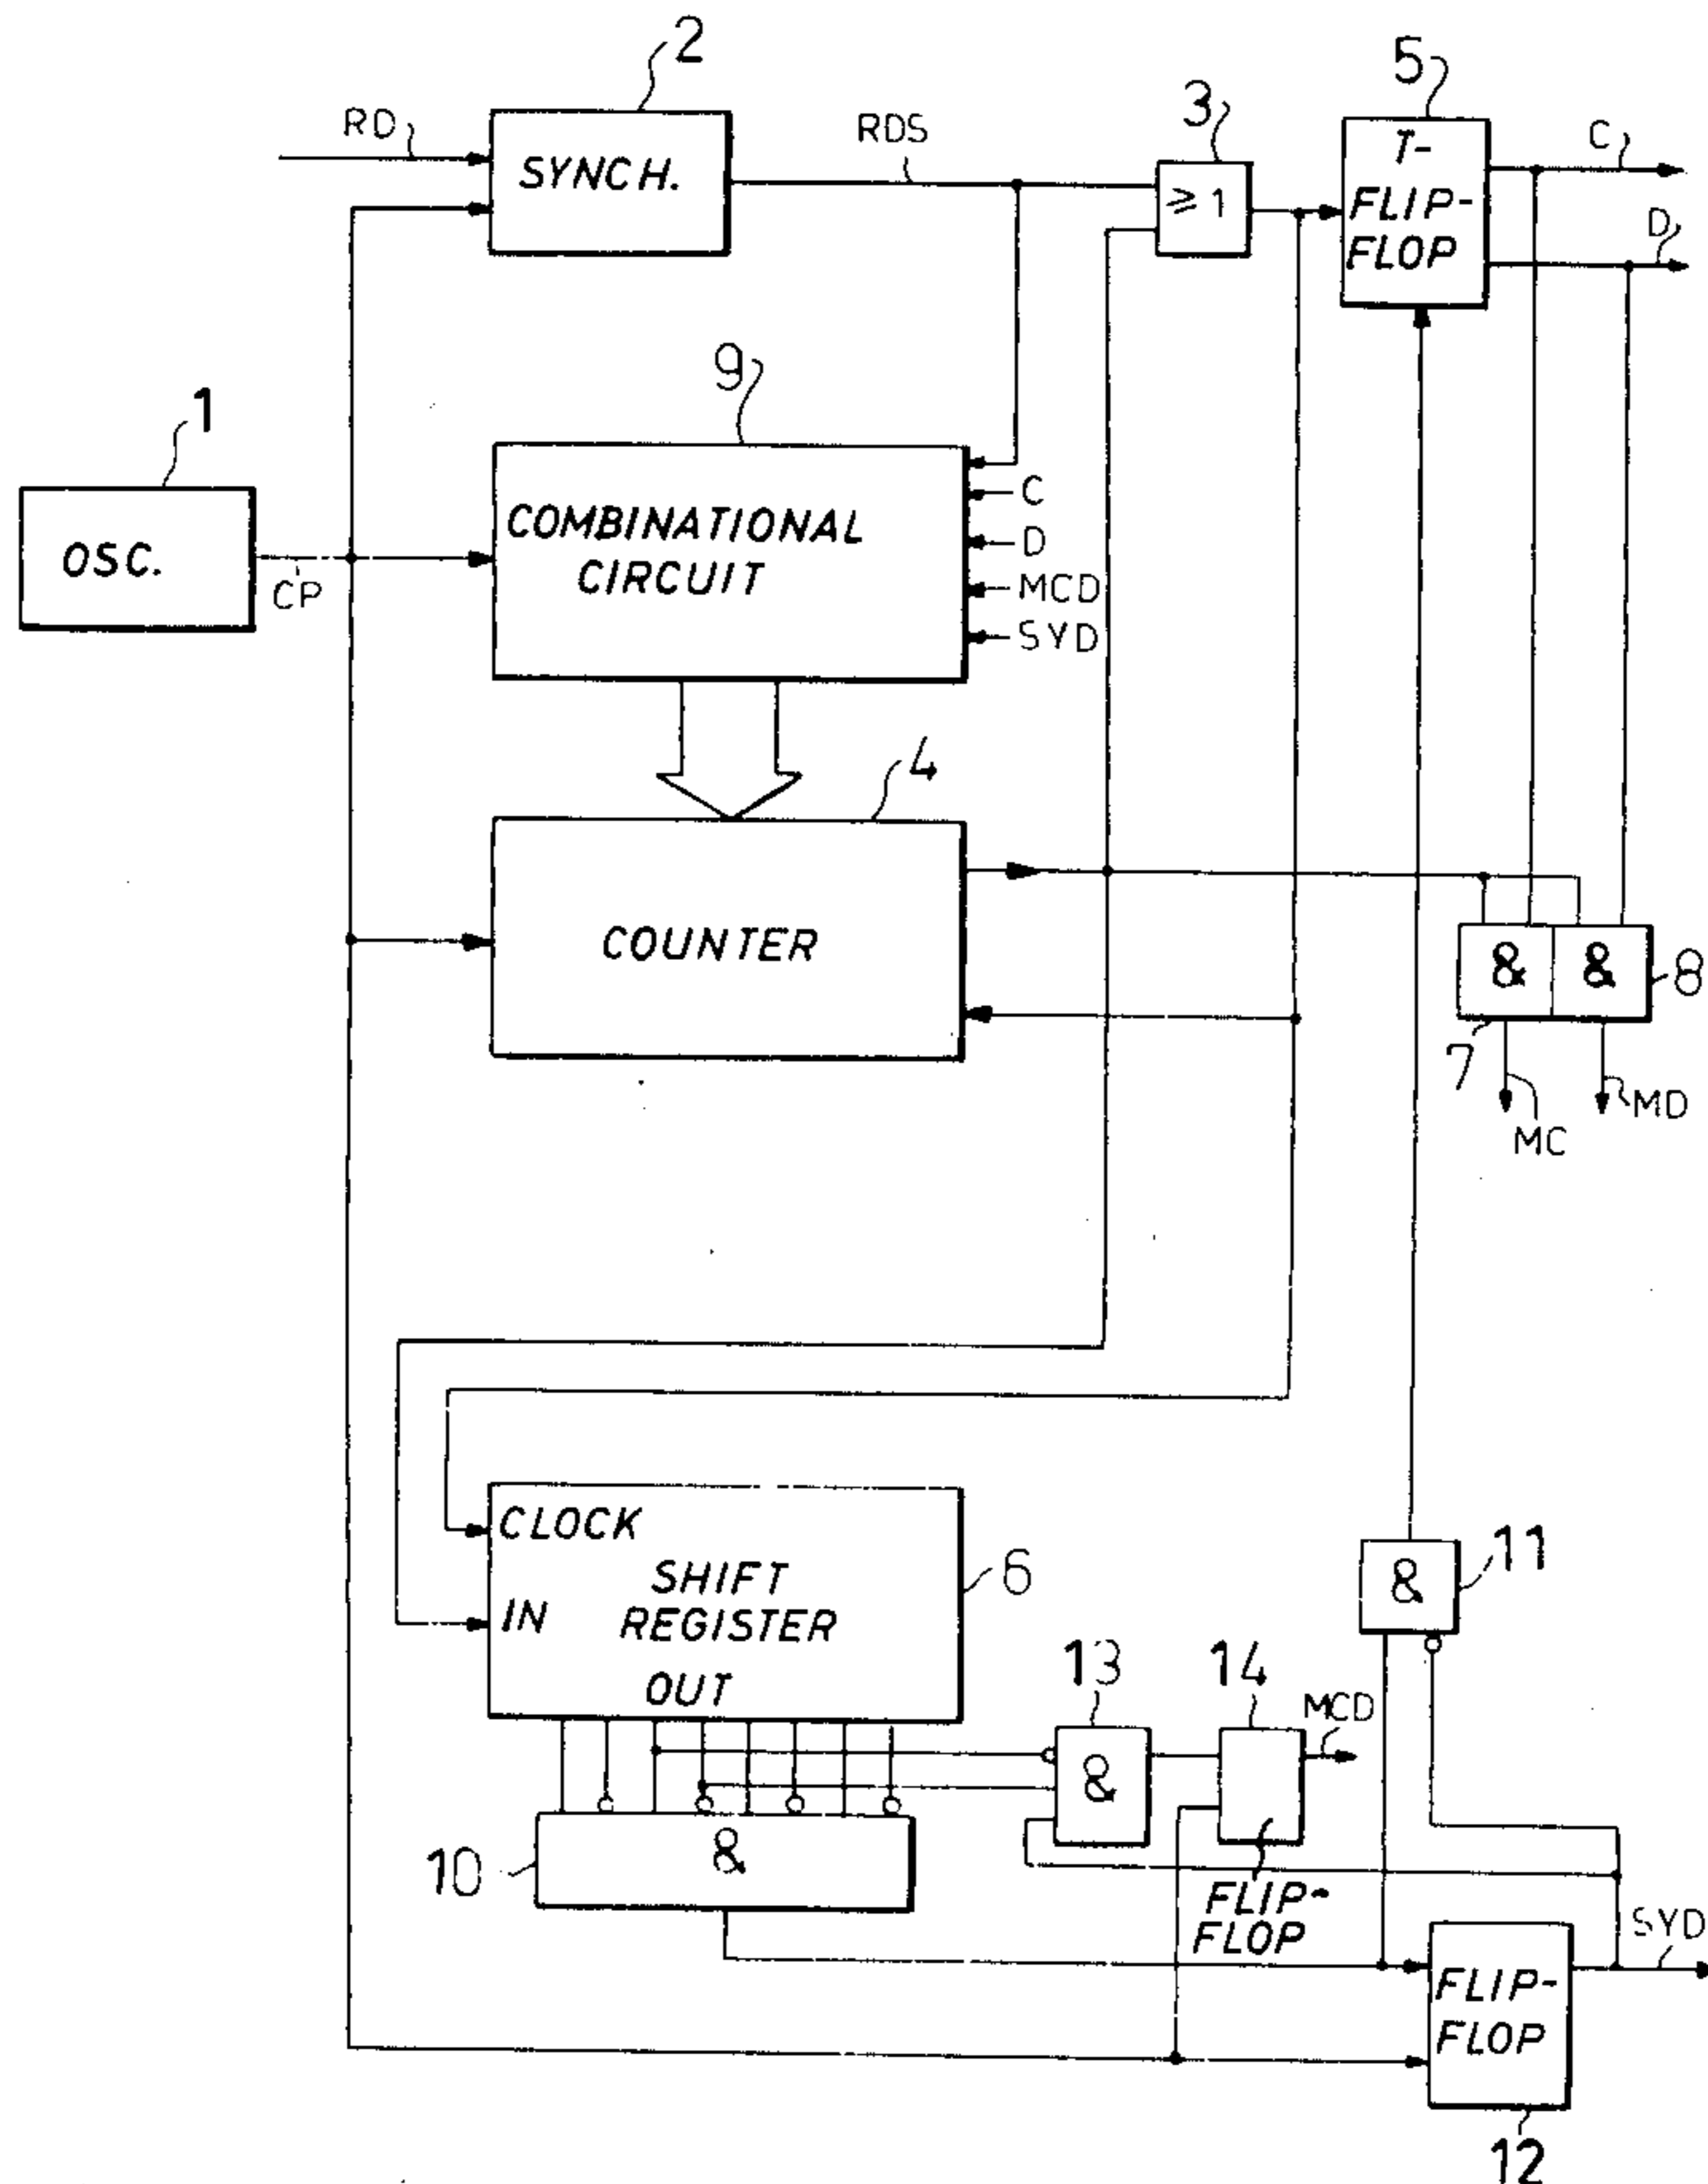 2
5
3
RD
RDS
C
T-
FLIP-
FLOP
SYNCH.
≥1
D
9
1
C
COMBINATIONAL
CIRCUIT
D
OSC.
CP
MCD
SYD
4
COUNTER
& &
8
7
MD
MC
CLOCK
SHIFT
REGISTER
6
IN
OUT
11
&
13
14
MCD
&
10
&
FLIP-
FLOP
SYD
FLIP-
FLOP
12